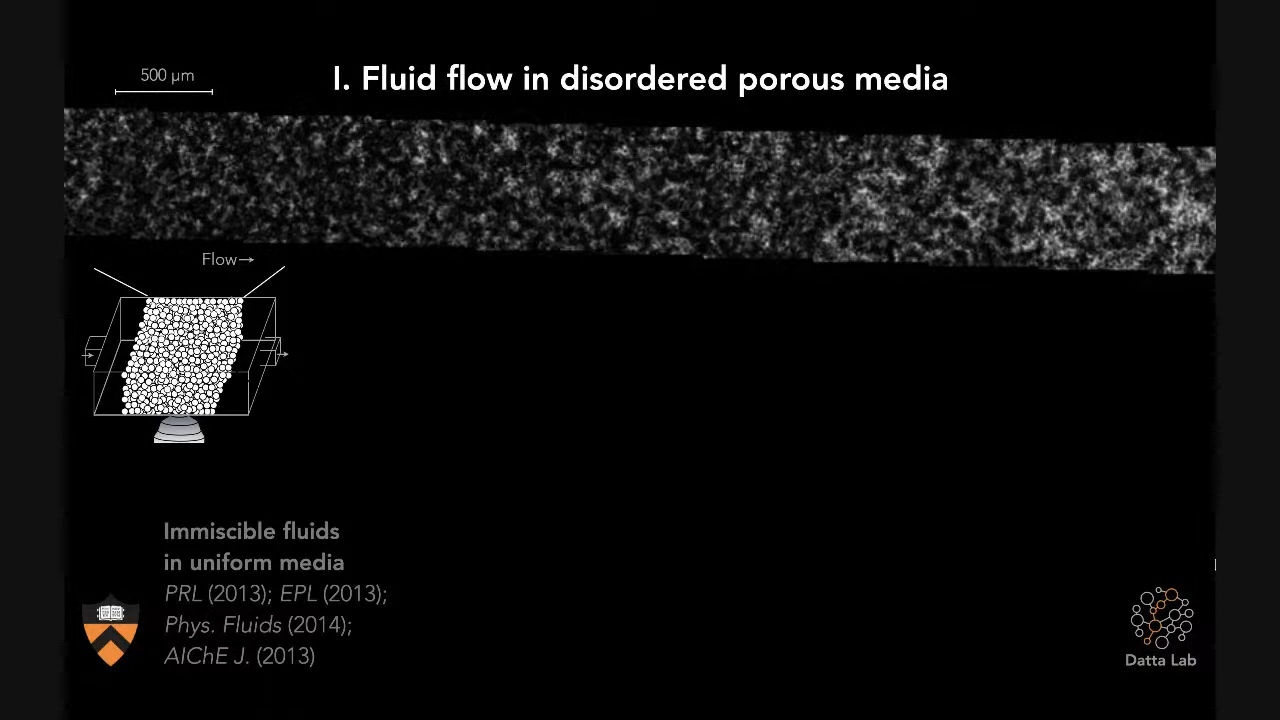 500 µm
I. Fluid flow in disordered porous media
Flow→
Immiscible fluids
in uniform media
PRL (2013); EPL (2013);
Phys. Fluids (2014);
AIChE J. (2013)
Datta Lab